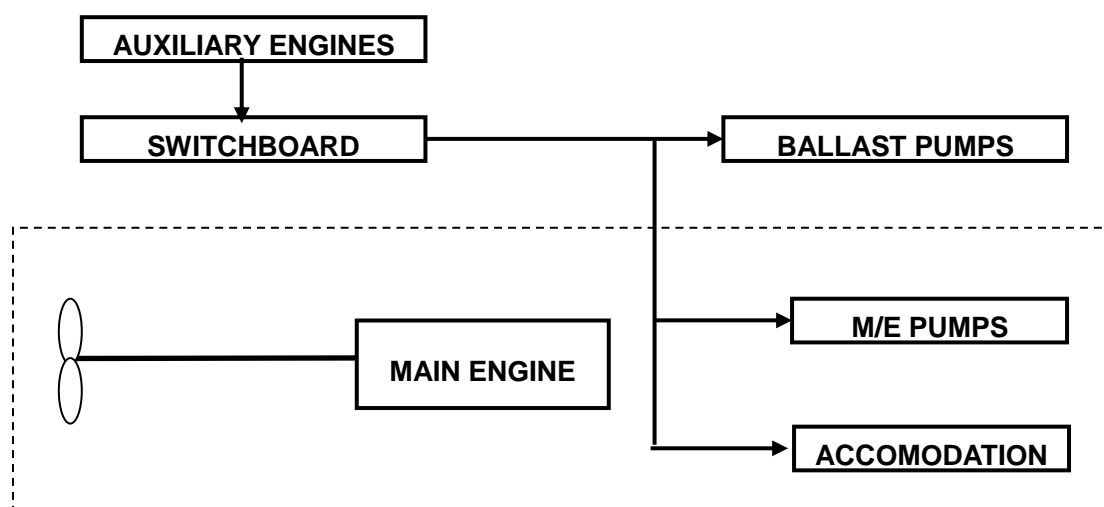 AUXILIARY ENGINES
SWITCHBOARD
BALLAST PUMPS
M/E PUMPS
MAIN ENGINE
ACCOMODATION